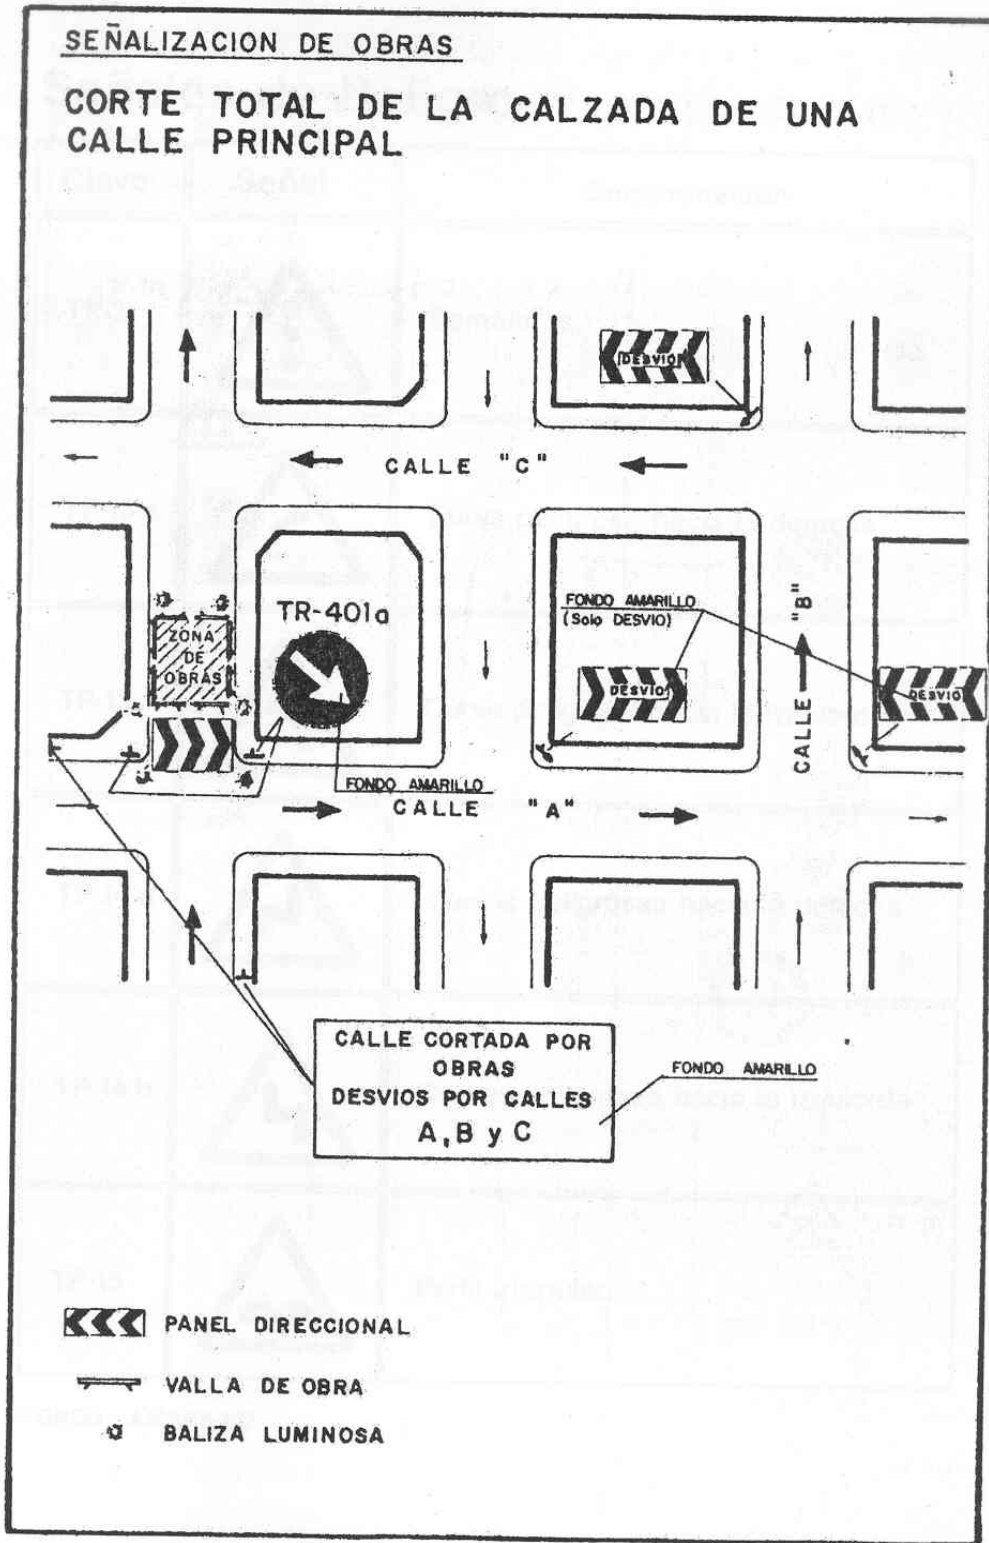 SEÑALIZACION DE OBRAS
CORTE TOTAL DE LA CALZADA DE UNA
CALLE PRINCIPAL
DESVIO
CALLE "C"
TR-401a
FONDO AMARILLO
(Solo DESVIO)
CALLE "B"
ZONA
DE
OBRAS
DESVIO
DESVIO
FONDO AMARILLO
CALLE "A"
CALLE CORTADA POR
OBRAS
DESVIOS POR CALLES
A, B y C
FONDO AMARILLO
PANEL DIRECCIONAL
VALLA DE OBRA
BALIZA LUMINOSA